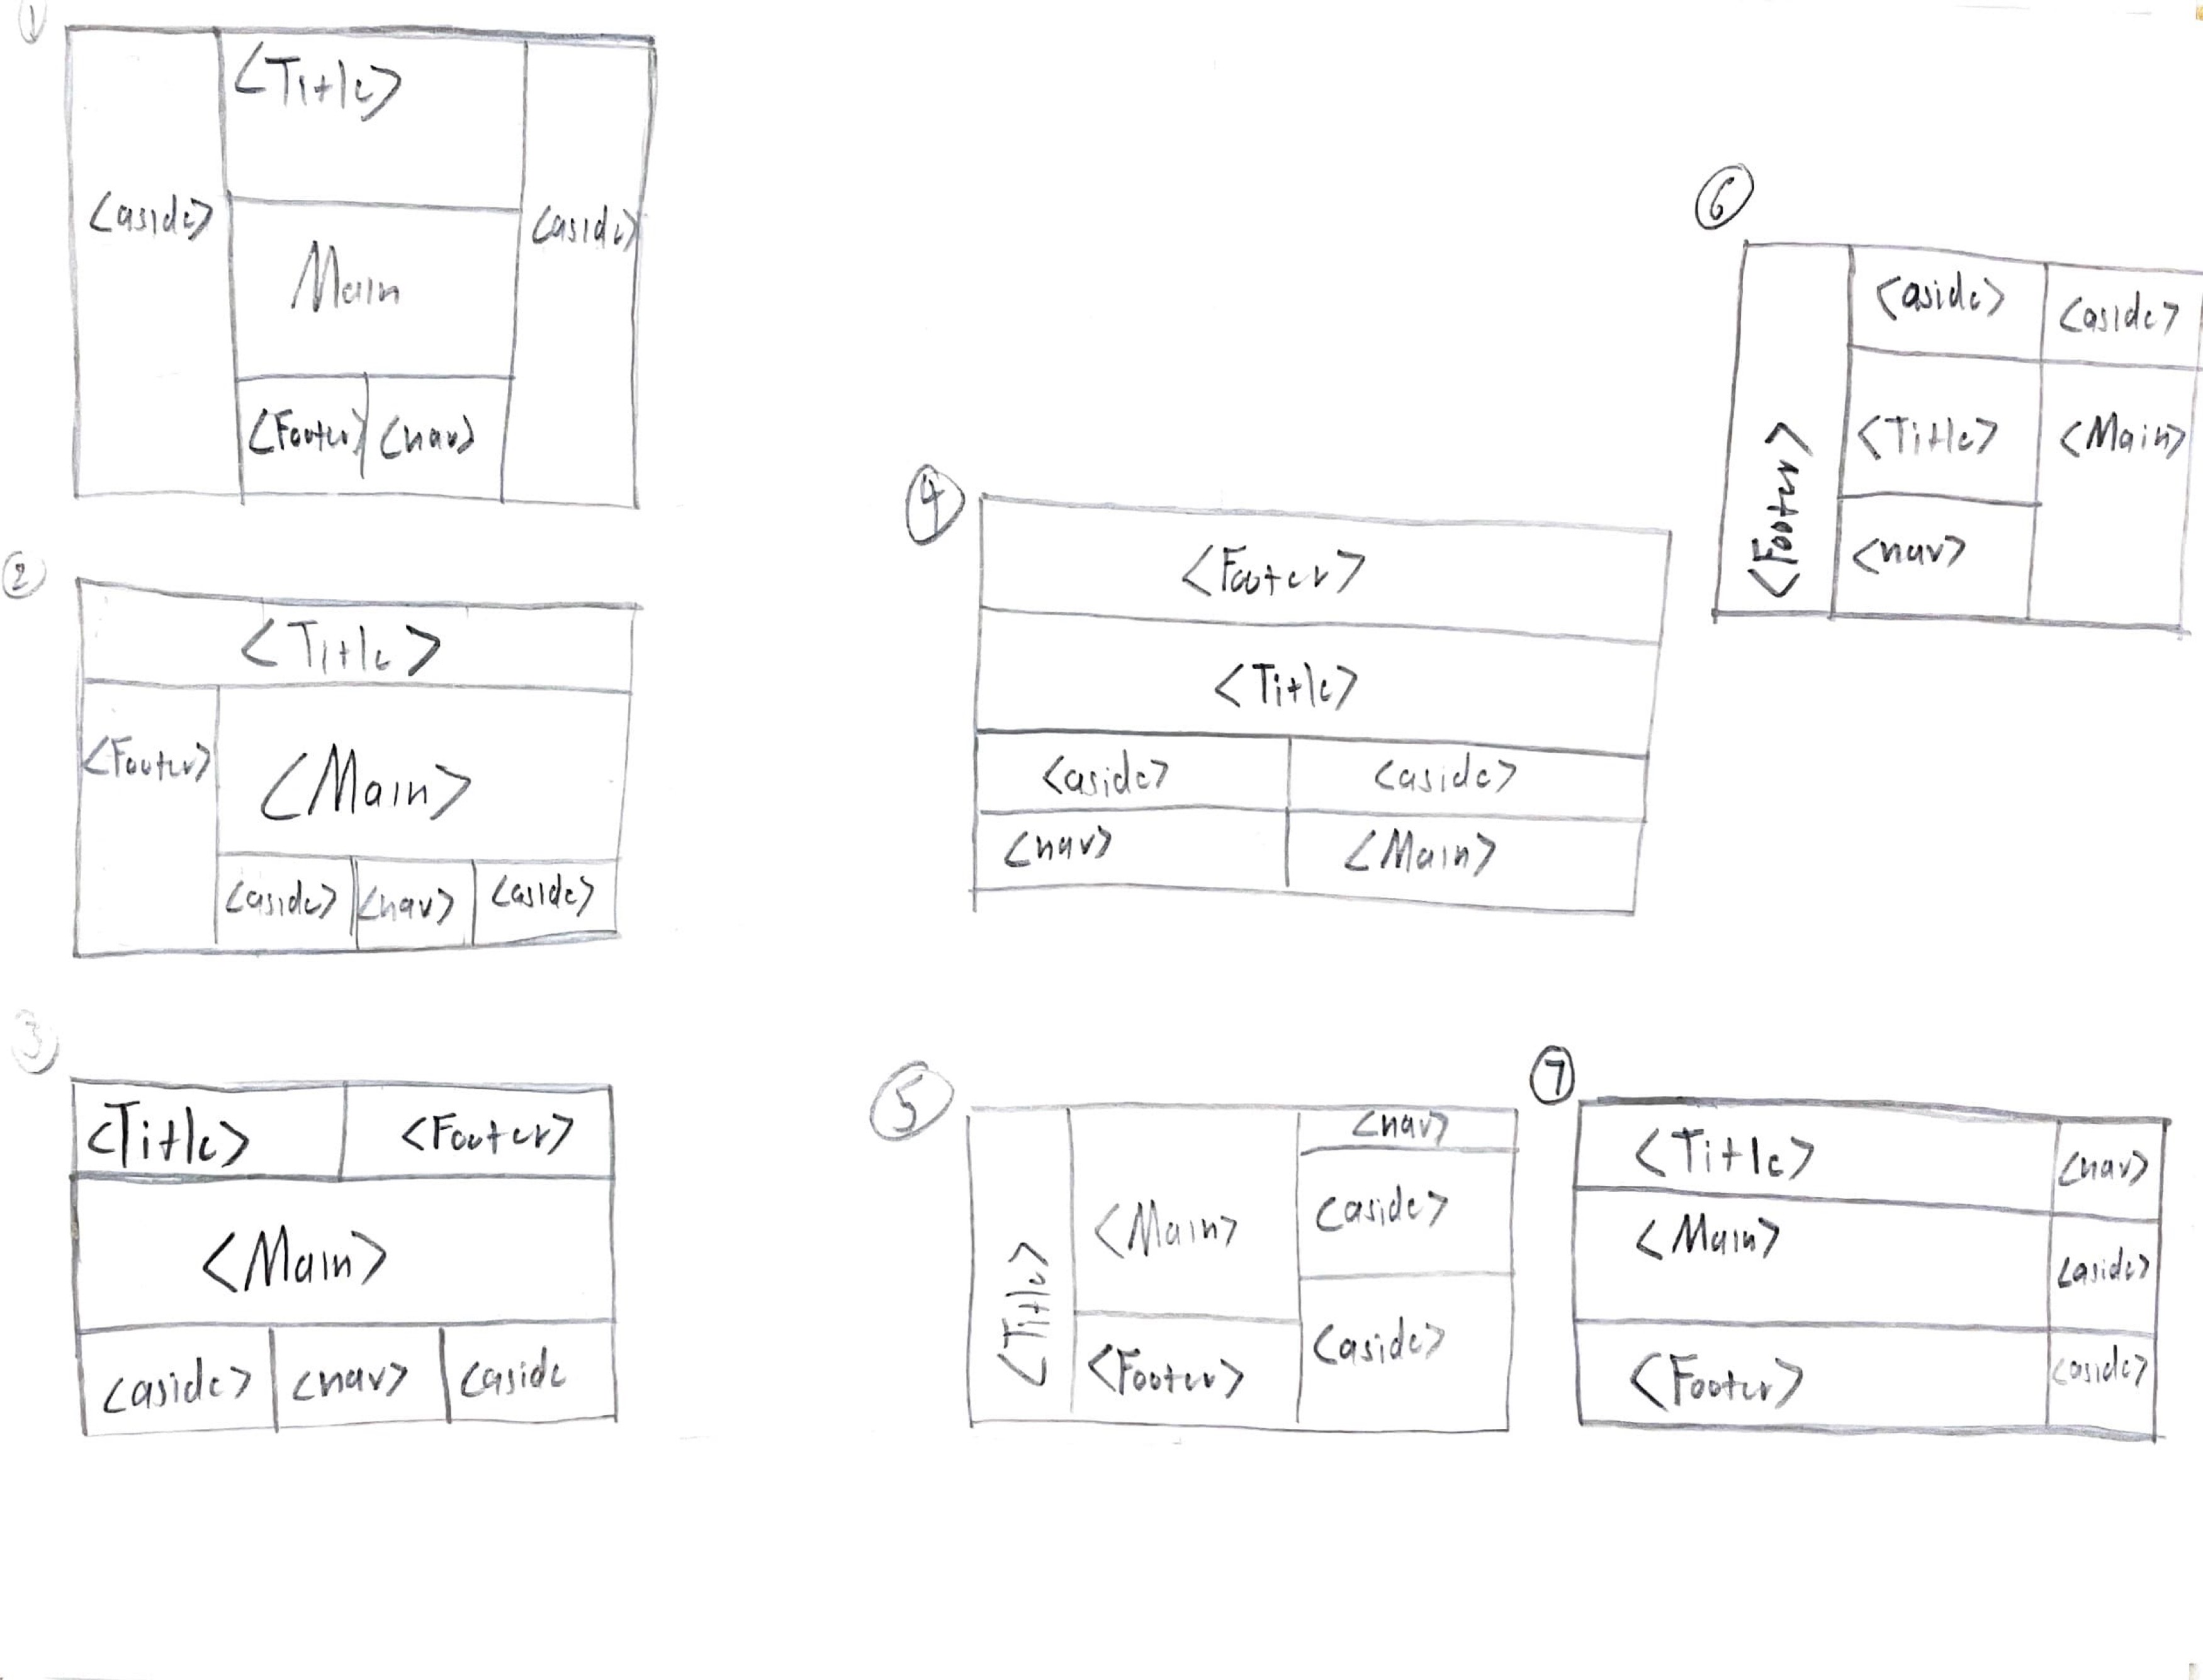 1
<Title>
<aside>
<aside>
Main
<Footer>
<nav>
2
<Title>
<Footer>
<Main>
<aside>
<nav>
<aside>
3
<Title>
<Footer>
<Main>
<aside>
<nav>
<aside
4
<Footer>
<Title>
<aside>
<aside>
<nav>
<Main>
5
<Title>
<Main>
<Footer>
<nav>
<aside>
<aside>
6
<Footer>
<aside>
<aside>
<Title>
<Main>
<nav>
7
<Title>
<nav>
<Main>
<aside>
<Footer>
<aside>